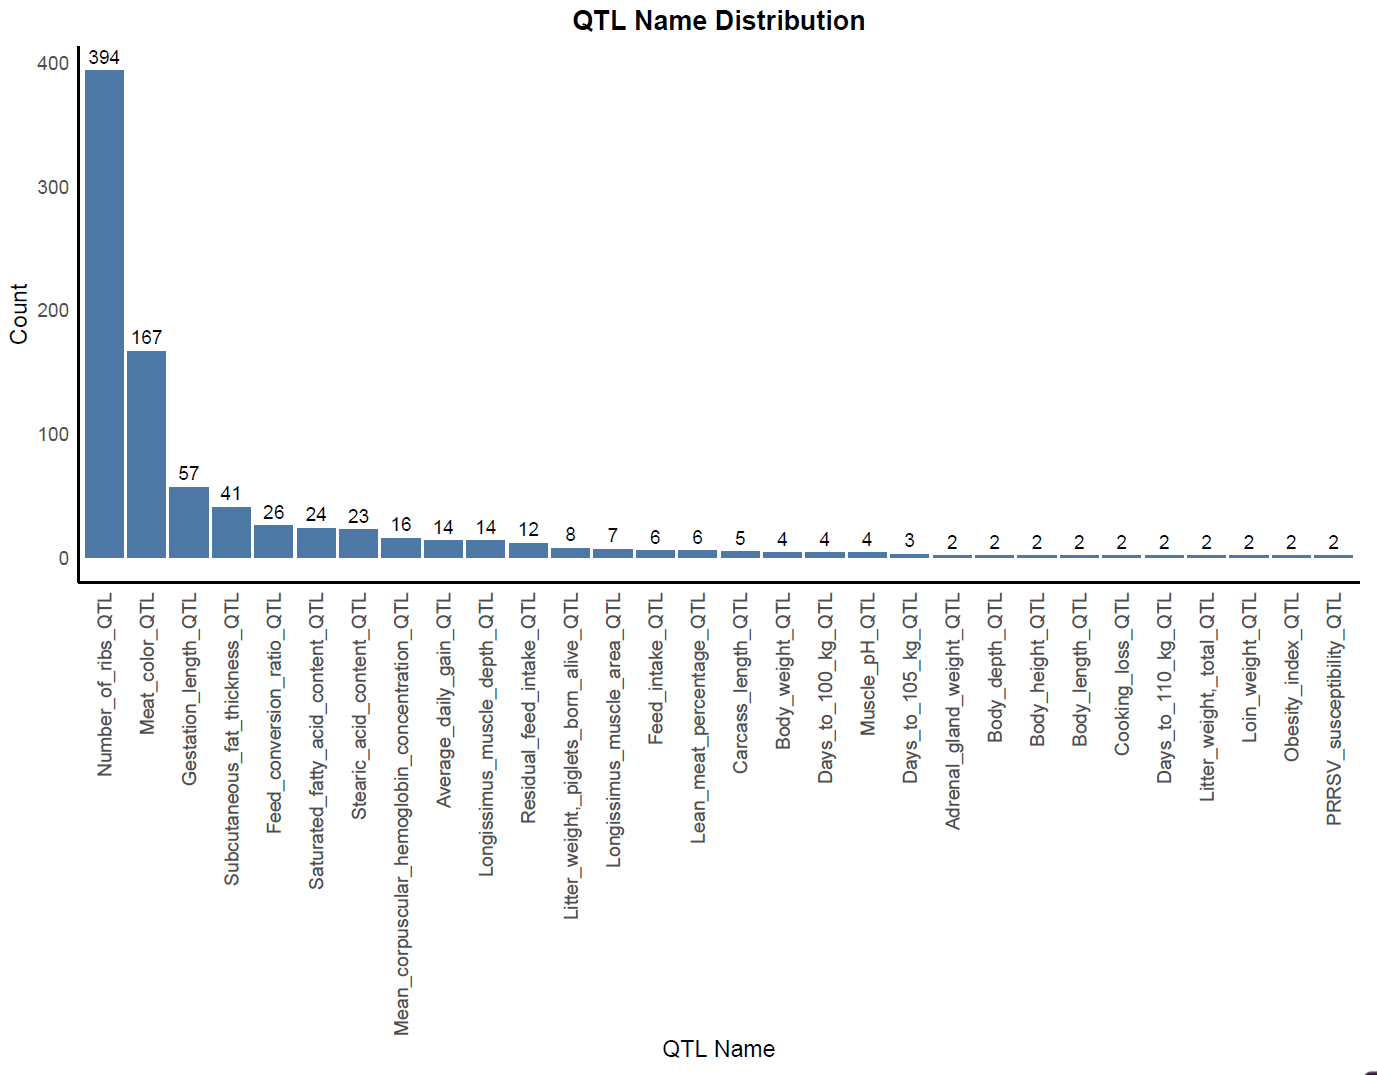 QTL Name Distribution
Count
400
300
200
100
0
394
167
57
41
26
24
23
16
14
14
12
8
7
6
6
5
4
4
4
3
2
2
2
2
2
2
2
2
2
2
Number_of_ribs_QTL
Meat_color_QTL
Gestation_length_QTL
Subcutaneous_fat_thickness_QTL
Feed_conversion_ratio_QTL
Saturated_fatty_acid_content_QTL
Stearic_acid_content_QTL
Mean_corpuscular_hemoglobin_concentration_QTL
Average_daily_gain_QTL
Longissimus_muscle_depth_QTL
Residual_feed_intake_QTL
Litter_weight,_piglets_born_alive_QTL
Longissimus_muscle_area_QTL
Feed_intake_QTL
Lean_meat_percentage_QTL
Carcass_length_QTL
Body_weight_QTL
Days_to_100_kg_QTL
Muscle_pH_QTL
Days_to_105_kg_QTL
Adrenal_gland_weight_QTL
Body_depth_QTL
Body_height_QTL
Body_length_QTL
Cooking_loss_QTL
Days_to_110_kg_QTL
Litter_weight,_total_QTL
Loin_weight_QTL
Obesity_index_QTL
PRRSV_susceptibility_QTL
QTL Name